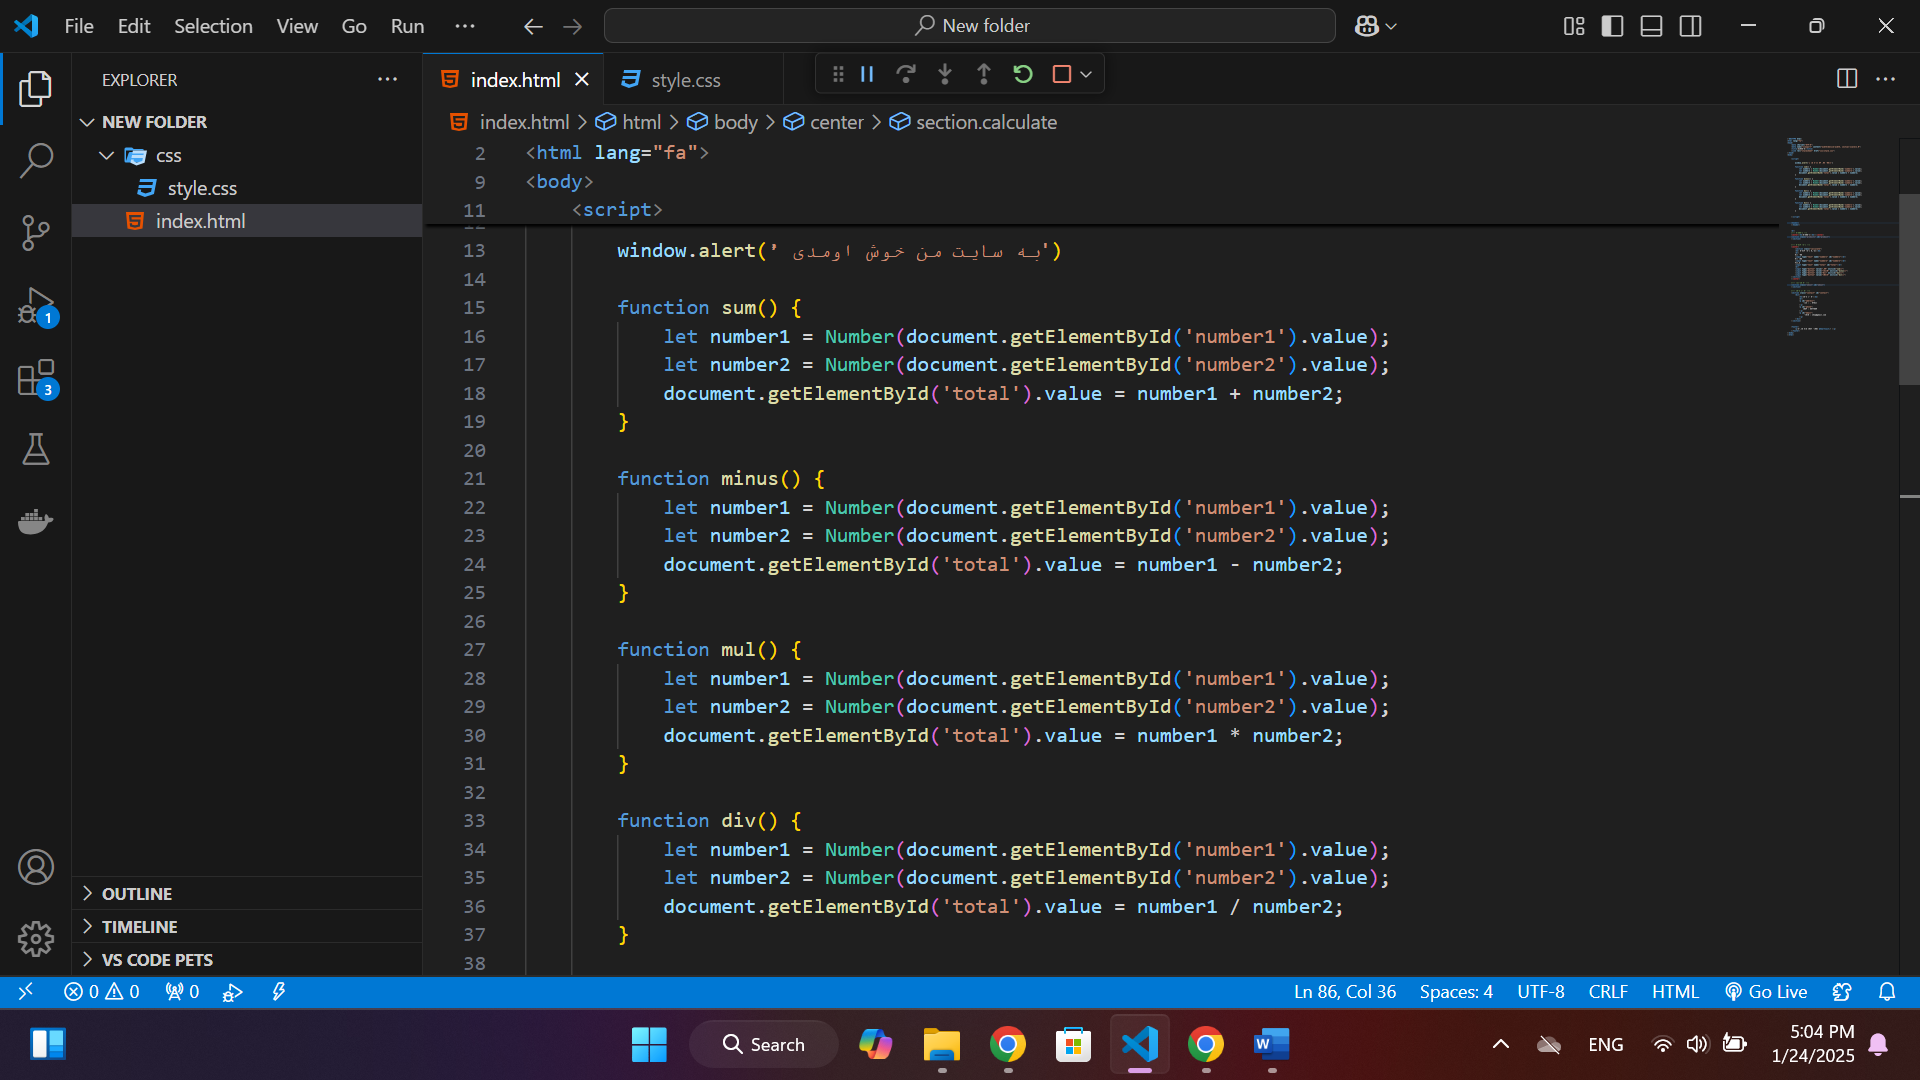 File Edit Selection View Go Run ··· New folder
EXPLORER
NEW FOLDER
css
style.css
index.html
OUTLINE
TIMELINE
VS CODE PETS
1
3
index.html style.css
index.html > html > body > center > section.calculate
2 <html lang="fa">
9 <body>
11 <script>
13 window.alert(' به سایت من خوش اومدی')
14
15 function sum() {
16 let number1 = Number(document.getElementById('number1').value);
17 let number2 = Number(document.getElementById('number2').value);
18 document.getElementById('total').value = number1 + number2;
19 }
20
21 function minus() {
22 let number1 = Number(document.getElementById('number1').value);
23 let number2 = Number(document.getElementById('number2').value);
24 document.getElementById('total').value = number1 - number2;
25 }
26
27 function mul() {
28 let number1 = Number(document.getElementById('number1').value);
29 let number2 = Number(document.getElementById('number2').value);
30 document.getElementById('total').value = number1 * number2;
31 }
32
33 function div() {
34 let number1 = Number(document.getElementById('number1').value);
35 let number2 = Number(document.getElementById('number2').value);
36 document.getElementById('total').value = number1 / number2;
37 }
38
0 0 0 Ln 86, Col 36 Spaces: 4 UTF-8 CRLF HTML Go Live
Search ENG 5:04 PM
1/24/2025